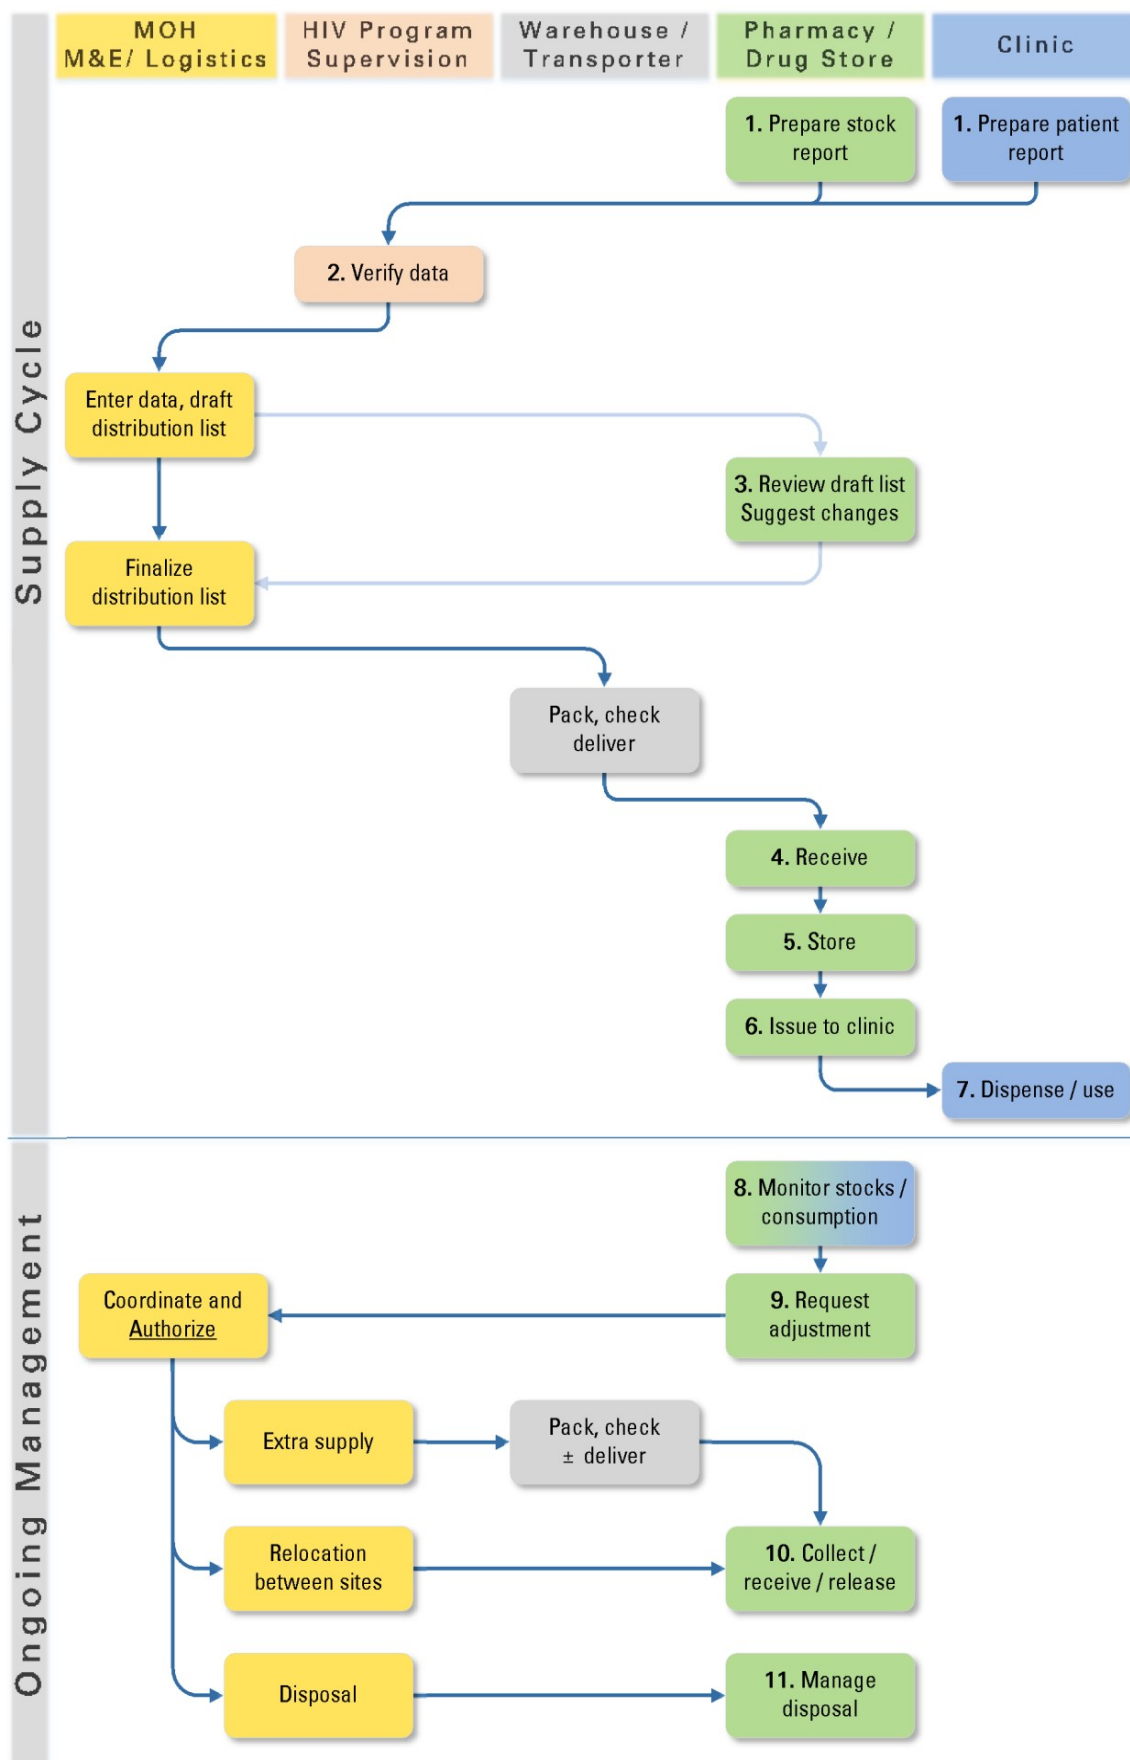 MOH
M&E/ Logistics
HIV Program
Supervision
Warehouse /
Transporter
Pharmacy /
Drug Store
Clinic
Supply Cycle
1. Prepare stock
report
1. Prepare patient
report
2. Verify data
Enter data, draft
distribution list
3. Review draft list
Suggest changes
Finalize
distribution list
Pack, check
deliver
4. Receive
5. Store
6. Issue to clinic
7. Dispense / use
Ongoing Management
8. Monitor stocks /
consumption
Coordinate and
Authorize
9. Request
adjustment
Extra supply
Pack, check
± deliver
Relocation
between sites
10. Collect /
receive / release
Disposal
11. Manage
disposal